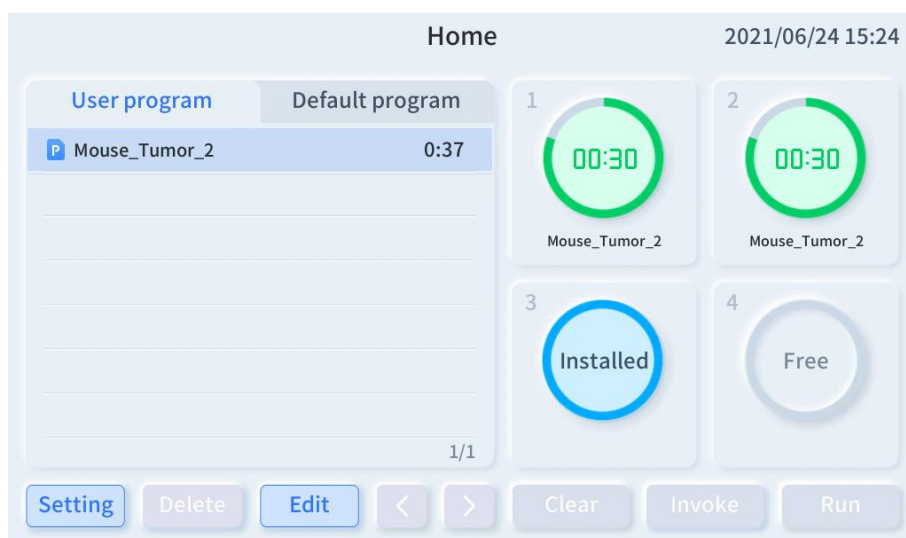 Home
2021/06/24 15:24
User program
Default program
P Mouse_Tumor_2 0:37
1/1
1
00:30
Mouse_Tumor_2
2
00:30
Mouse_Tumor_2
3
Installed
4
Free
Setting
Delete
Edit
<
>
Clear
Invoke
Run